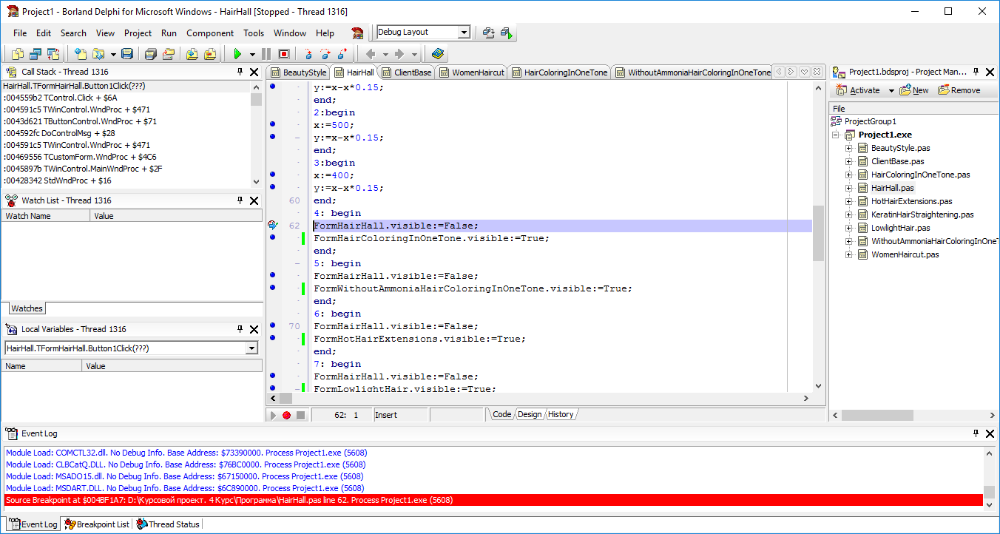 Project1 - Borland Delphi for Microsoft Windows - HairHall [Stopped - Thread 1316]
File Edit Search View Project Run Component Tools Window Help
Debug Layout
Call Stack - Thread 1316
HairHall.TFormHairHall.Button1Click(???)
:004559b2 TControl.Click + $6A
:004591c5 TWinControl.WndProc + $471
:0043d621 TButtonControl.WndProc + $71
:004592fc DoControlMsg + $28
:004591c5 TWinControl.WndProc + $471
:00469556 TCustomForm.WndProc + $4C6
:0045897b TWinControl.MainWndProc + $2F
:00428342 StdWndProc + $16
Watch List - Thread 1316
Watch Name Value
Watches
Local Variables - Thread 1316
HairHall.TFormHairHall.Button1Click(???)
Name Value
BeautyStyle HairHall ClientBase WomenHaircut HairColoringInOneTone WithoutAmmoniaHairColoringInOneTone
y:=x-x*0.15;
end;
2:begin
x:=500;
y:=x-x*0.15;
end;
3:begin
x:=400;
y:=x-x*0.15;
60 end;
4: begin
62 FormHairHall.visible:=False;
FormHairColoringInOneTone.visible:=True;
end;
5: begin
FormHairHall.visible:=False;
FormWithoutAmmoniaHairColoringInOneTone.visible:=True;
end;
6: begin
70 FormHairHall.visible:=False;
FormHotHairExtensions.visible:=True;
end;
7: begin
FormHairHall.visible:=False;
FormLowlightHair.visible:=True;
62: 1 Insert Code Design History
Project1.bdsproj - Project Man...
Activate New Remove
File
ProjectGroup1
Project1.exe
BeautyStyle.pas
ClientBase.pas
HairColoringInOneTone.pas
HairHall.pas
HotHairExtensions.pas
KeratinHairStraightening.pas
LowlightHair.pas
WithoutAmmoniaHairColoringInOneT
WomenHaircut.pas
Event Log
Module Load: COMCTL32.dll. No Debug Info. Base Address: $73390000. Process Project1.exe (5608)
Module Load: CLBCatQ.DLL. No Debug Info. Base Address: $76BC0000. Process Project1.exe (5608)
Module Load: MSADO15.dll. No Debug Info. Base Address: $67150000. Process Project1.exe (5608)
Module Load: MSDART.DLL. No Debug Info. Base Address: $6C890000. Process Project1.exe (5608)
Source Breakpoint at $004BF1A7: D:\Курсовой проект. 4 Курс\Программа\HairHall.pas line 62. Process Project1.exe (5608)
Event Log Breakpoint List Thread Status